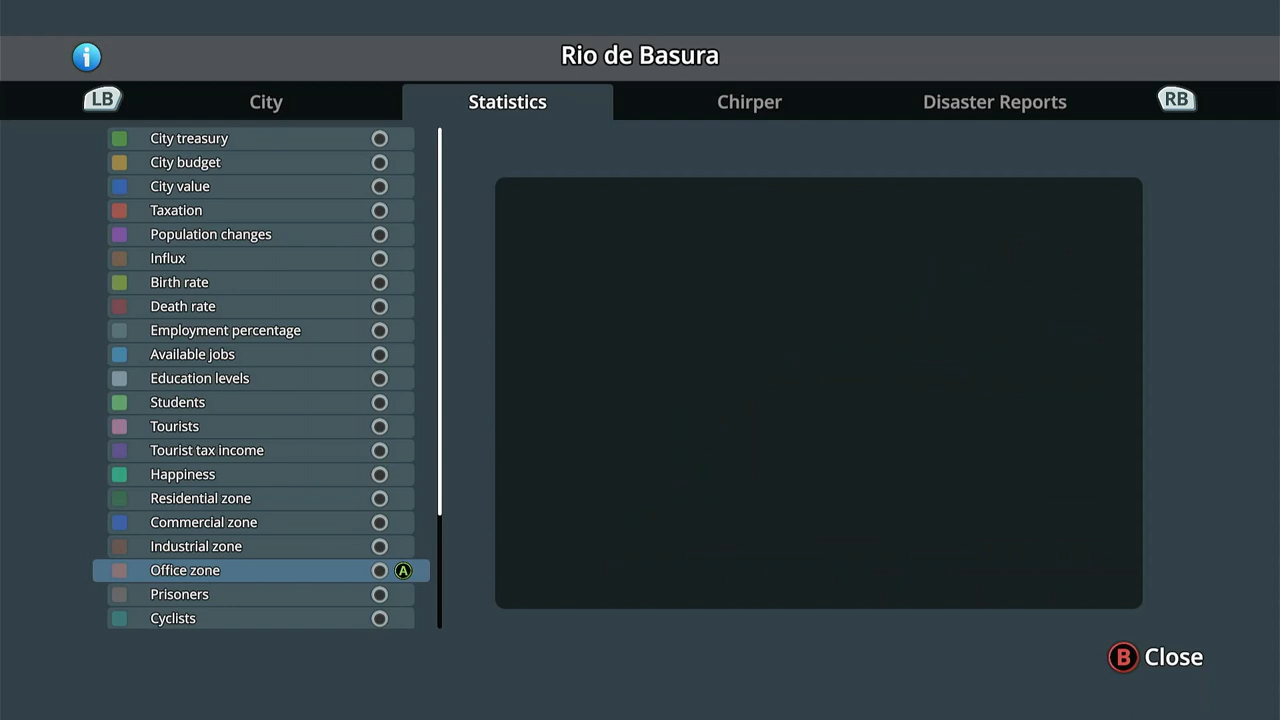 Rio de Basura
LB City Statistics Chirper Disaster Reports RB
City treasury
City budget
City value
Taxation
Population changes
Influx
Birth rate
Death rate
Employment percentage
Available jobs
Education levels
Students
Tourists
Tourist tax income
Happiness
Residential zone
Commercial zone
Industrial zone
Office zone A
Prisoners
Cyclists
B Close